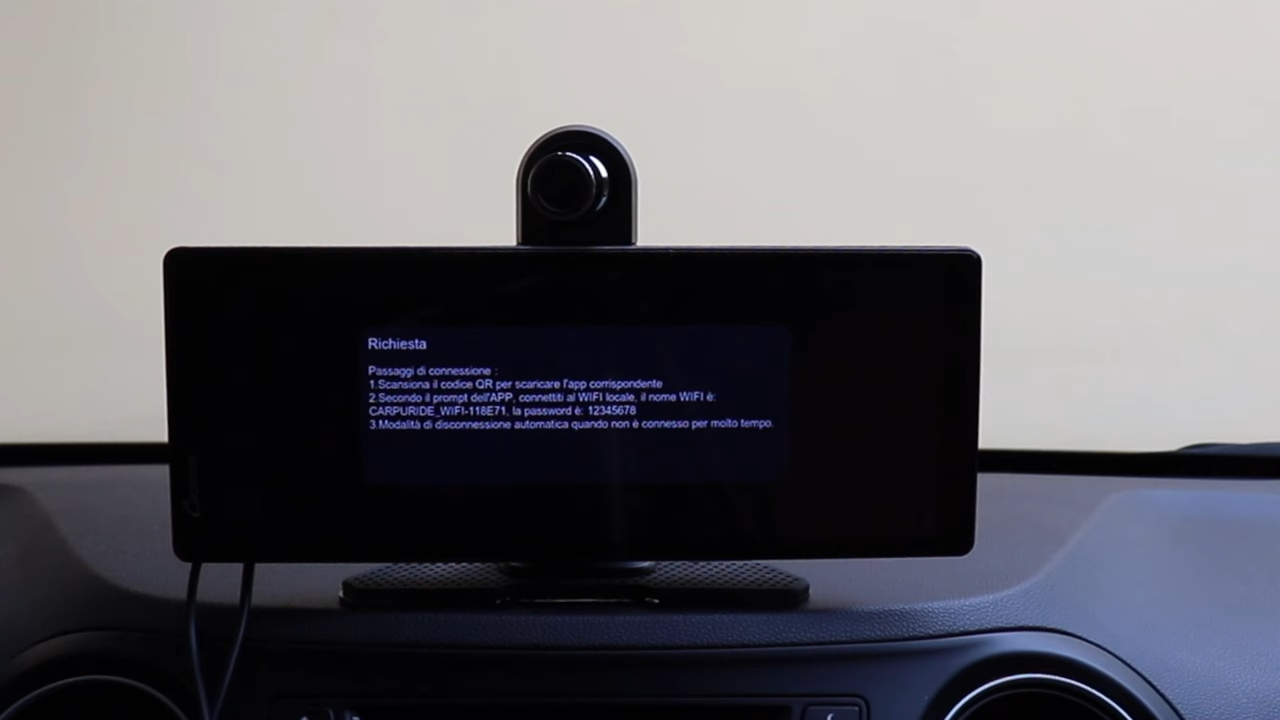 Richiesta
Passaggi di connessione :
1.Scansiona il codice QR per scaricare l'app corrispondente
2.Secondo il prompt dell'APP, connettiti al WIFI locale, il nome WIFI è:
CARPURIDE_WIFI-118E71, la password è: 12345678
3.Modalità di disconnessione automatica quando non è connesso per molto tempo.